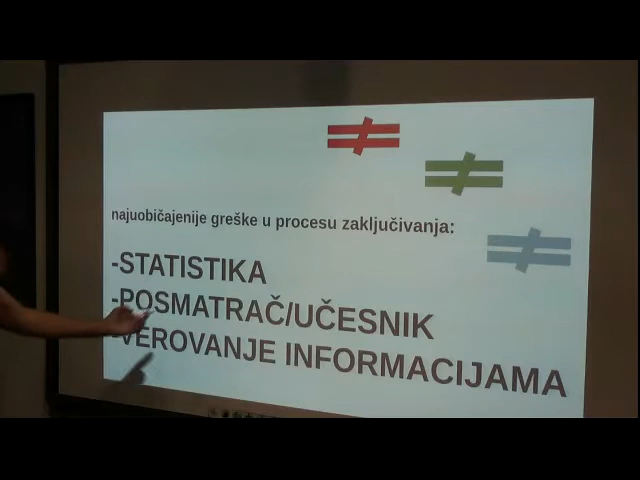 najuobičajenije greške u procesu zaključivanja:
-STATISTIKA
-POSMATRAČ/UČESNIK
-VEROVANJE INFORMACIJAMA